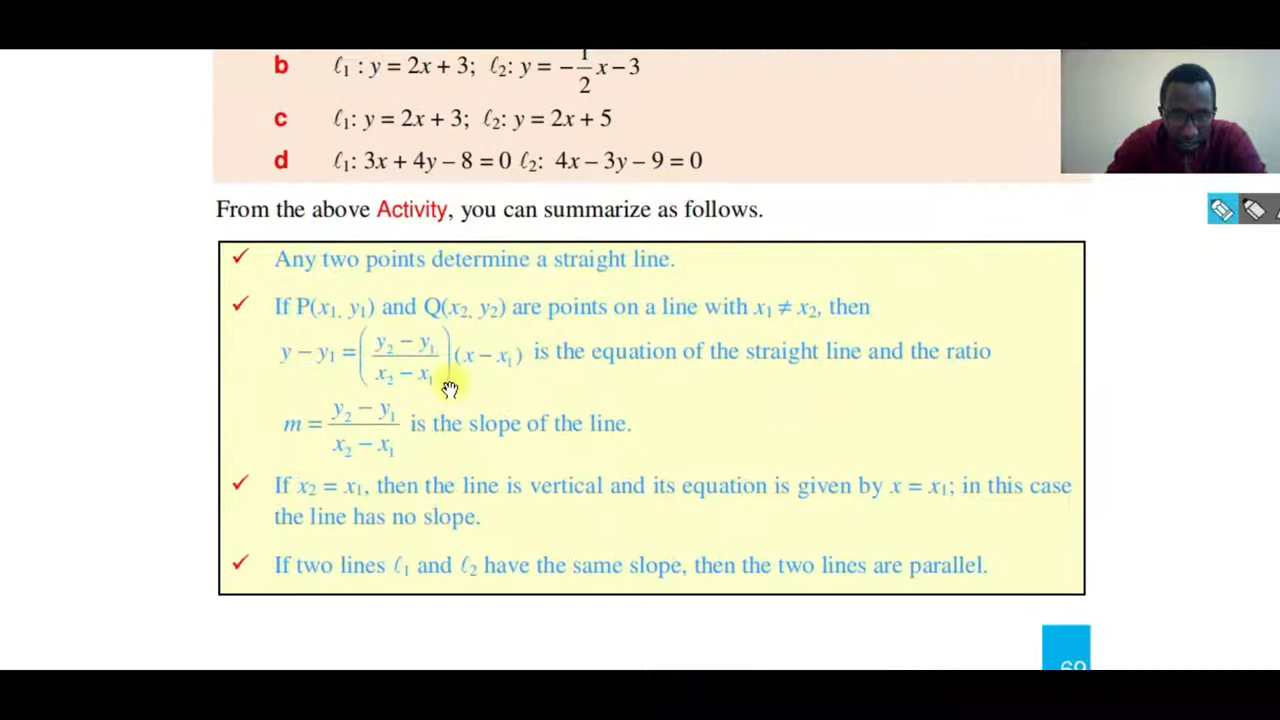 b ℓ1 : y = 2x + 3; ℓ2: y = −1/2 x − 3
c ℓ1: y = 2x + 3; ℓ2: y = 2x + 5
d ℓ1: 3x + 4y − 8 = 0 ℓ2: 4x − 3y − 9 = 0
From the above Activity, you can summarize as follows.
✓ Any two points determine a straight line.
✓ If P(x1, y1) and Q(x2, y2) are points on a line with x1 ≠ x2, then
y − y1 = ((y2 − y1)/(x2 − x1)) (x − x1) is the equation of the straight line and the ratio
m = (y2 − y1)/(x2 − x1) is the slope of the line.
✓ If x2 = x1, then the line is vertical and its equation is given by x = x1; in this case
the line has no slope.
✓ If two lines ℓ1 and ℓ2 have the same slope, then the two lines are parallel.